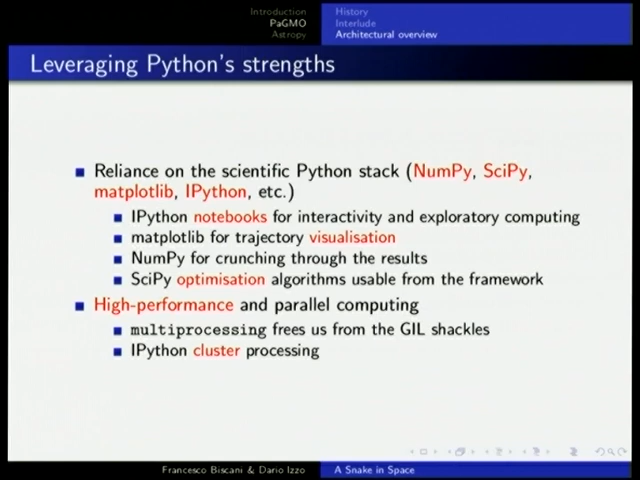 Introduction
PaGMO
Astropy
History
Interlude
Architectural overview
Leveraging Python's strengths
Reliance on the scientific Python stack (NumPy, SciPy,
matplotlib, IPython, etc.)
IPython notebooks for interactivity and exploratory computing
matplotlib for trajectory visualisation
NumPy for crunching through the results
SciPy optimisation algorithms usable from the framework
High-performance and parallel computing
multiprocessing frees us from the GIL shackles
IPython cluster processing
Francesco Biscani & Dario Izzo
A Snake in Space